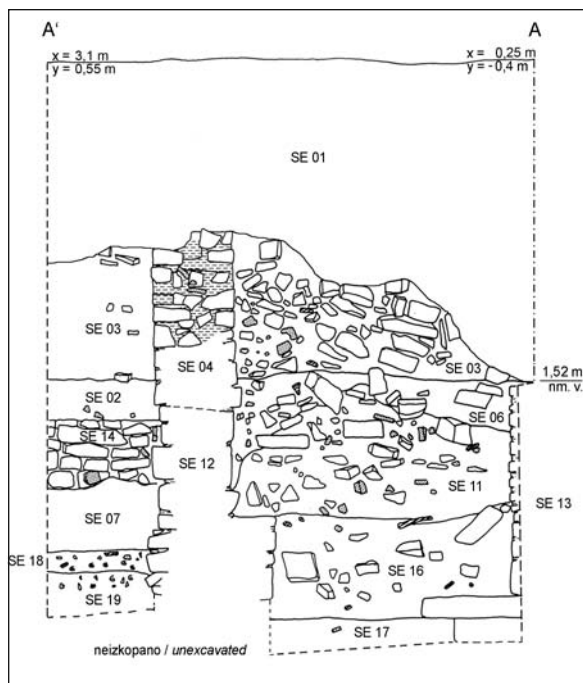 A' A
x = 3,1 m x = 0,25 m
y = 0,55 m y = -0,4 m
SE 01
SE 03
SE 04 SE 03
1,52 m
nm. v.
SE 02 SE 06
SE 14
SE 12 SE 11
SE 07 SE 13
SE 18 SE 16
SE 19
SE 17
neizkopano / unexcavated